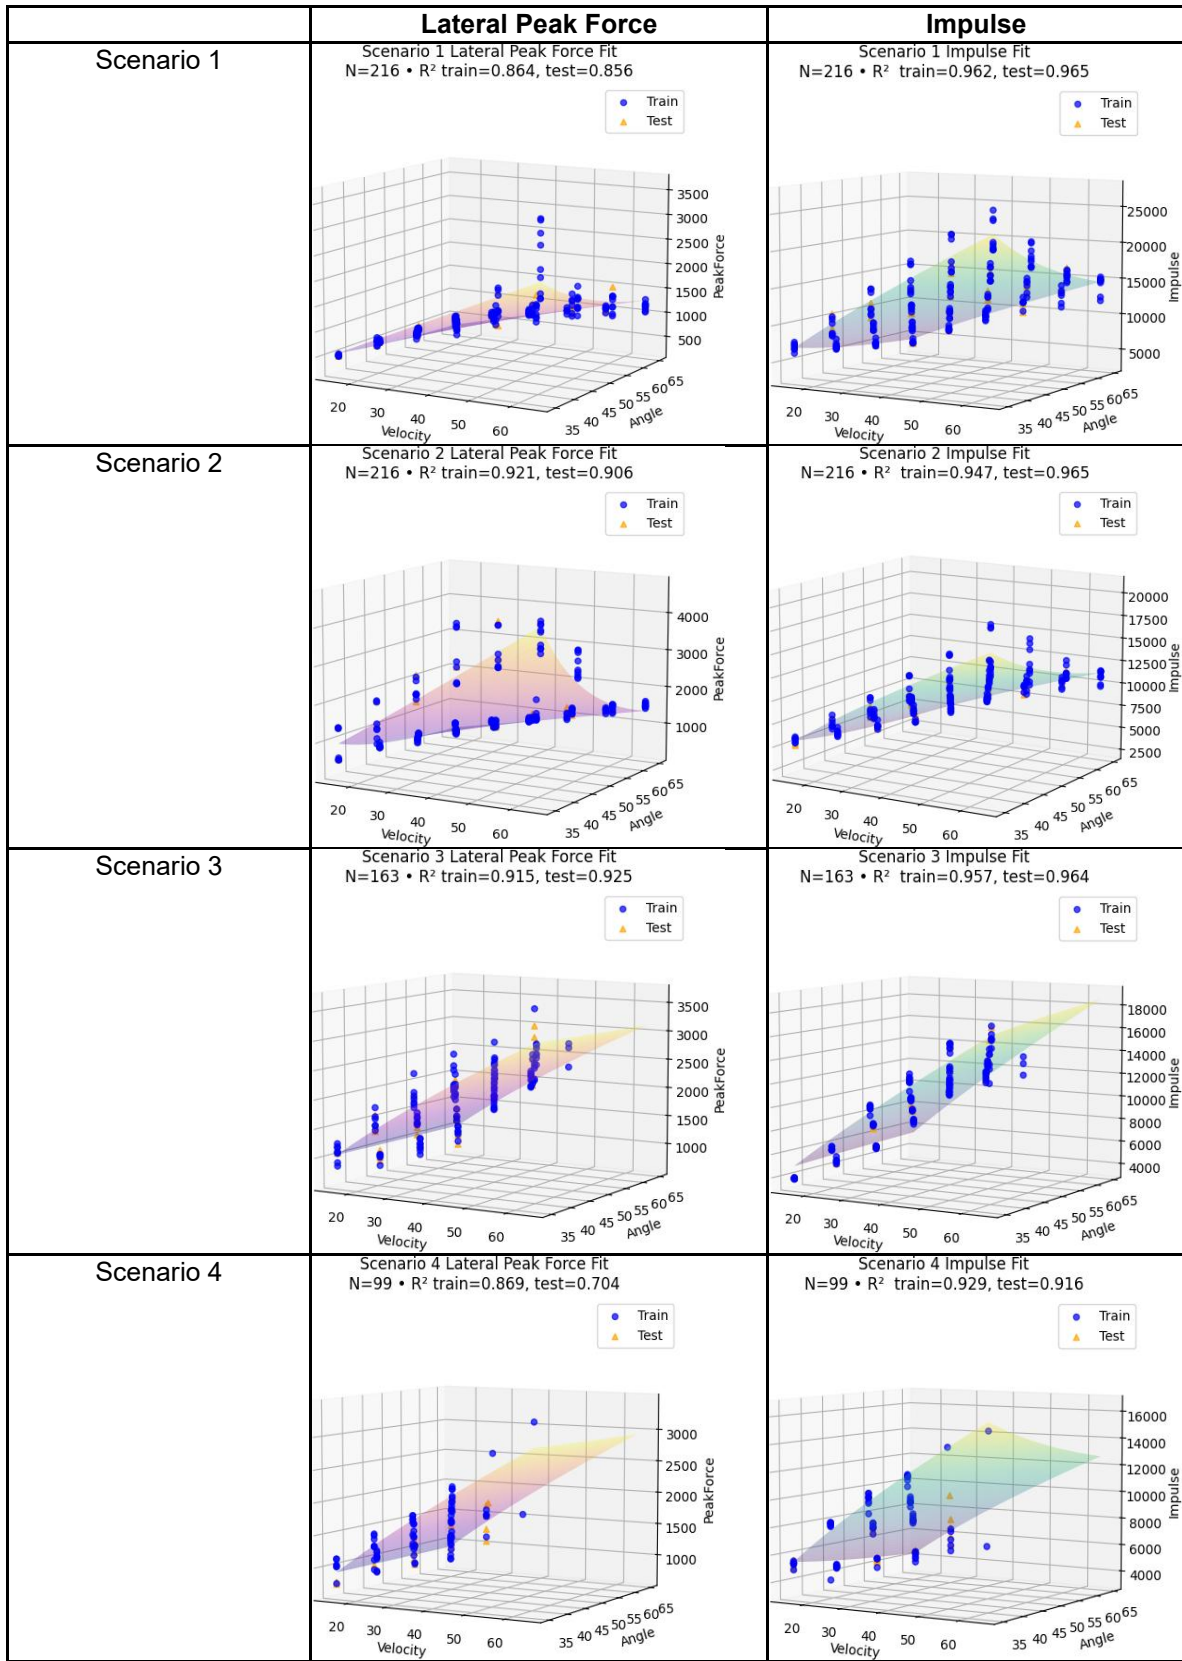 Lateral Peak Force
Impulse
Scenario 1
Scenario 1 Lateral Peak Force Fit
N=216 • R² train=0.864, test=0.856
Train
Test
3500
3000
2500
2000
1500
1000
500
PeakForce
20
30
40
50
60
Velocity
35 40 45 50 55 60 65
Angle
Scenario 1 Impulse Fit
N=216 • R² train=0.962, test=0.965
Train
Test
25000
20000
15000
10000
5000
Impulse
20
30
40
50
60
Velocity
35 40 45 50 55 60 65
Angle
Scenario 2
Scenario 2 Lateral Peak Force Fit
N=216 • R² train=0.921, test=0.906
Train
Test
4000
3000
2000
1000
PeakForce
20
30
40
50
60
Velocity
35 40 45 50 55 60 65
Angle
Scenario 2 Impulse Fit
N=216 • R² train=0.947, test=0.965
Train
Test
20000
17500
15000
12500
10000
7500
5000
2500
Impulse
20
30
40
50
60
Velocity
35 40 45 50 55 60 65
Angle
Scenario 3
Scenario 3 Lateral Peak Force Fit
N=163 • R² train=0.915, test=0.925
Train
Test
3500
3000
2500
2000
1500
1000
PeakForce
20
30
40
50
60
Velocity
35 40 45 50 55 60 65
Angle
Scenario 3 Impulse Fit
N=163 • R² train=0.957, test=0.964
Train
Test
18000
16000
14000
12000
10000
8000
6000
4000
Impulse
20
30
40
50
60
Velocity
35 40 45 50 55 60 65
Angle
Scenario 4
Scenario 4 Lateral Peak Force Fit
N=99 • R² train=0.869, test=0.704
Train
Test
3000
2500
2000
1500
1000
PeakForce
20
30
40
50
60
Velocity
35 40 45 50 55 60 65
Angle
Scenario 4 Impulse Fit
N=99 • R² train=0.929, test=0.916
Train
Test
16000
14000
12000
10000
8000
6000
4000
Impulse
20
30
40
50
60
Velocity
35 40 45 50 55 60 65
Angle